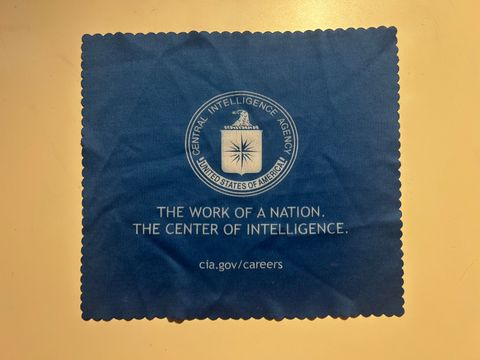 CENTRAL INTELLIGENCE AGENCY
UNITED STATES OF AMERICA
THE WORK OF A NATION.
THE CENTER OF INTELLIGENCE.
cia.gov/careers